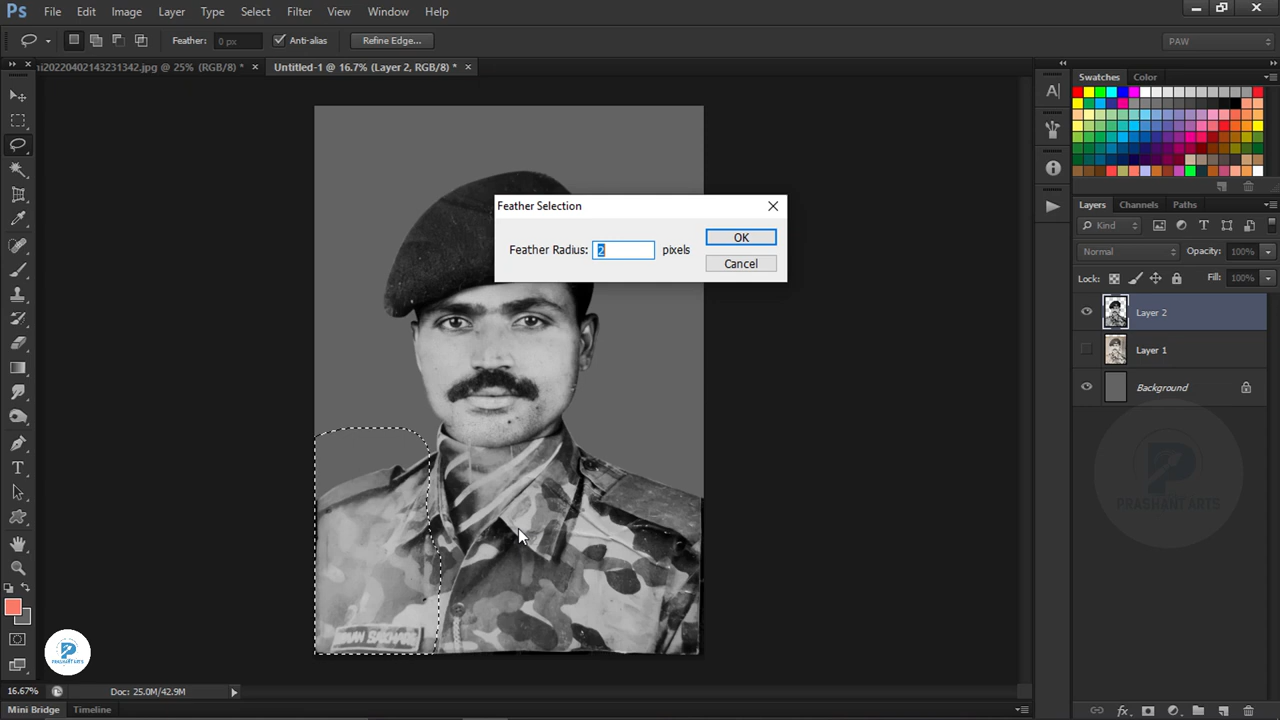 Ps File Edit Image Layer Type Select Filter View Window Help
Feather: 0 px Anti-alias Refine Edge... PAW
ni20220402143231342.jpg @ 25% (RGB/8) * × Untitled-1 @ 16.7% (Layer 2, RGB/8) * ×
Swatches Color
Feather Selection
Feather Radius: 2 pixels
OK
Cancel
Layers Channels Paths
Kind
Normal Opacity: 100%
Lock: Fill: 100%
Layer 2
Layer 1
Background
PRASHANT ARTS
PRASHANT ARTS
16.67% Doc: 25.0M/42.9M
Mini Bridge Timeline